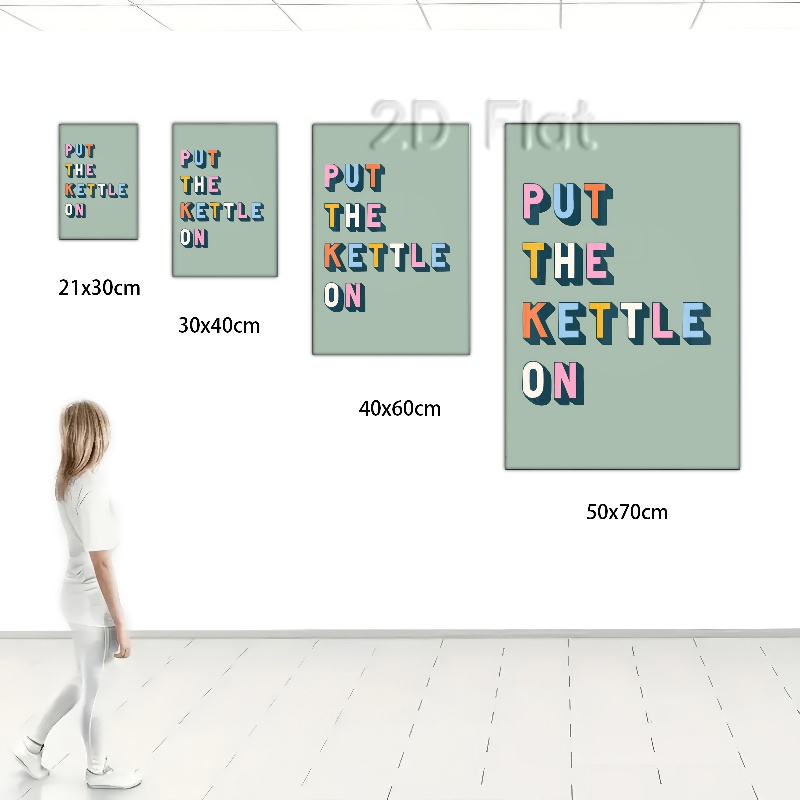 2D Flat
PUT
THE
KETTLE
ON
21x30cm
PUT
THE
KETTLE
ON
30x40cm
PUT
THE
KETTLE
ON
40x60cm
PUT
THE
KETTLE
ON
50x70cm